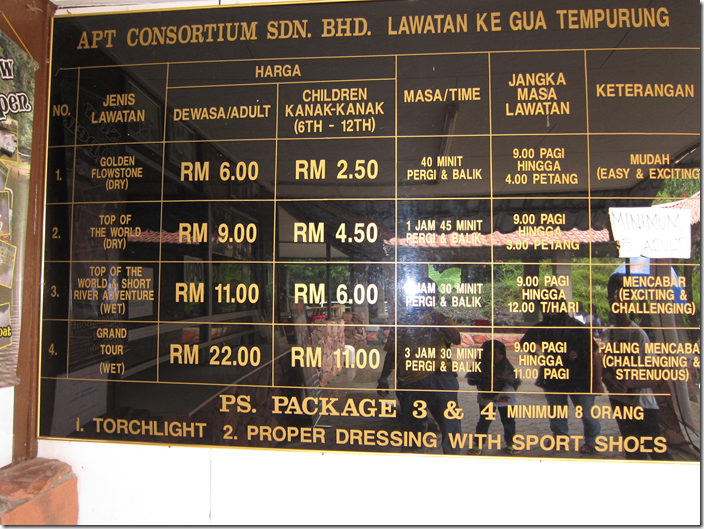 APT CONSORTIUM SDN. BHD. LAWATAN KE GUA TEMPURUNG
NO. JENIS LAWATAN HARGA MASA/TIME JANGKA MASA LAWATAN KETERANGAN
DEWASA/ADULT CHILDREN KANAK-KANAK (6TH - 12TH)
1. GOLDEN FLOWSTONE (DRY) RM 6.00 RM 2.50 40 MINIT PERGI & BALIK 9.00 PAGI HINGGA 4.00 PETANG MUDAH (EASY & EXCITING
2. TOP OF THE WORLD (DRY) RM 9.00 RM 4.50 1 JAM 45 MINIT PERGI & BALIK 9.00 PAGI HINGGA 3.00 PETANG MINIMUM 5 ADULT
3. TOP OF THE WORLD & SHORT RIVER ADVENTURE (WET) RM 11.00 RM 6.00 JAM 30 MINIT PERGI & BALIK 9.00 PAGI HINGGA 12.00 T/HARI MENCABAR (EXCITING & CHALLENGING)
4. GRAND TOUR (WET) RM 22.00 RM 11.00 3 JAM 30 MINIT PERGI & BALIK 9.00 PAGI HINGGA 11.00 PAGI PALING MENCABA (CHALLENGING & STRENUOUS)
PS. PACKAGE 3 & 4 MINIMUM 8 ORANG
1. TORCHLIGHT 2. PROPER DRESSING WITH SPORT SHOES